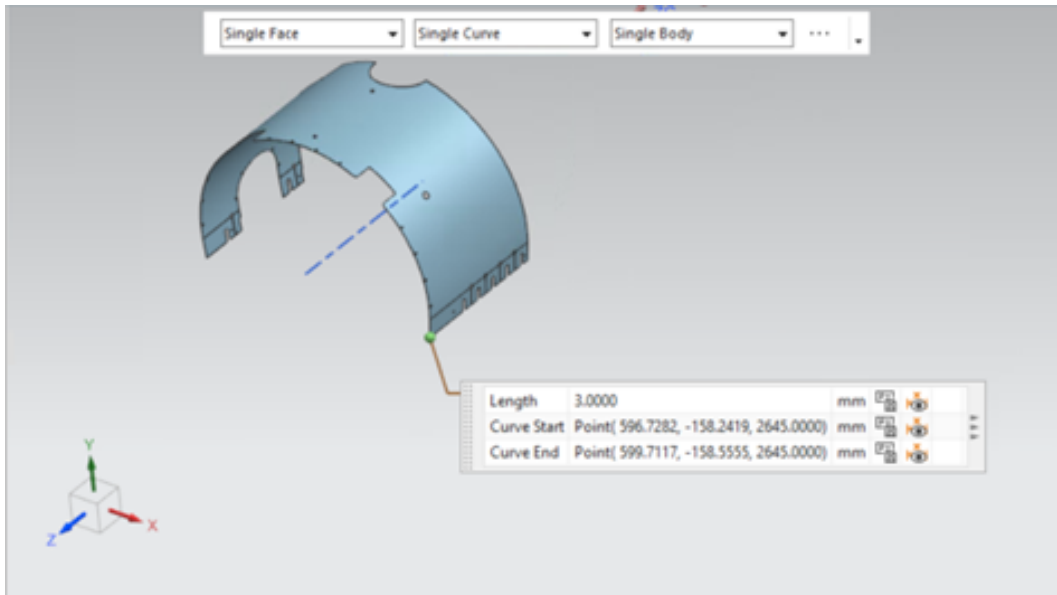 Single Face Single Curve Single Body ...
Length 3.0000 mm
Curve Start Point( 596.7282, -158.2419, 2645.0000) mm
Curve End Point( 599.7117, -158.5555, 2645.0000) mm
Y
X
Z